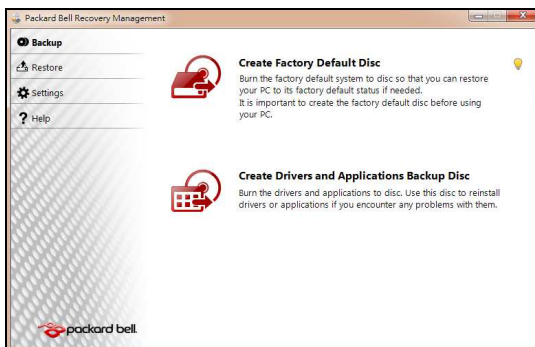 Packard Bell Recovery Management
Backup
Restore
Settings
Help
Create Factory Default Disc
Burn the factory default system to disc so that you can restore
your PC to its factory default status if needed.
It is important to create the factory default disc before using
your PC.
Create Drivers and Applications Backup Disc
Burn the drivers and applications to disc. Use this disc to reinstall
drivers or applications if you encounter any problems with them.
packard bell.